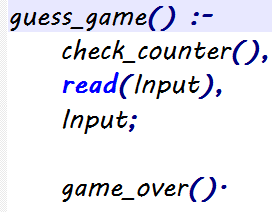 guess_game() :-
check_counter(),
read(Input),
Input;
game_over().